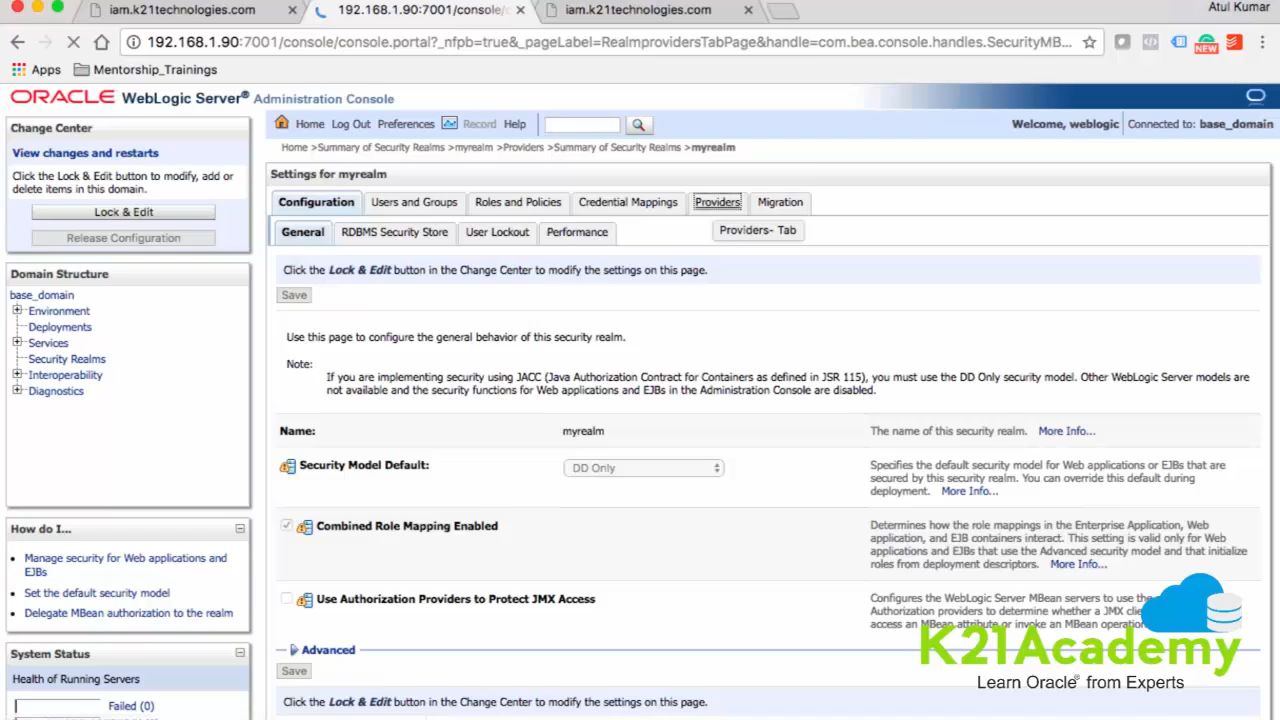 iam.k21technologies.com
192.168.1.90:7001/console/
iam.k21technologies.com
Atul Kumar
192.168.1.90:7001/console/console.portal?_nfpb=true&_pageLabel=RealmprovidersTabPage&handle=com.bea.console.handles.SecurityMB...
NEW
Apps
Mentorship_Trainings
ORACLE WebLogic Server® Administration Console
Change Center
View changes and restarts
Click the Lock & Edit button to modify, add or
delete items in this domain.
Lock & Edit
Release Configuration
Domain Structure
base_domain
Environment
Deployments
Services
Security Realms
Interoperability
Diagnostics
How do I...
Manage security for Web applications and
EJBs
Set the default security model
Delegate MBean authorization to the realm
System Status
Health of Running Servers
Failed (0)
Home Log Out Preferences Record Help
Welcome, weblogic
Connected to: base_domain
Home >Summary of Security Realms >myrealm >Providers >Summary of Security Realms >myrealm
Settings for myrealm
Configuration Users and Groups Roles and Policies Credential Mappings Providers Migration
General RDBMS Security Store User Lockout Performance
Providers- Tab
Click the Lock & Edit button in the Change Center to modify the settings on this page.
Save
Use this page to configure the general behavior of this security realm.
Note:
If you are implementing security using JACC (Java Authorization Contract for Containers as defined in JSR 115), you must use the DD Only security model. Other WebLogic Server models are
not available and the security functions for Web applications and EJBs in the Administration Console are disabled.
Name: myrealm The name of this security realm. More Info...
Security Model Default: DD Only
Specifies the default security model for Web applications or EJBs that are
secured by this security realm. You can override this default during
deployment. More Info...
Combined Role Mapping Enabled
Determines how the role mappings in the Enterprise Application, Web
application, and EJB containers interact. This setting is valid only for Web
applications and EJBs that use the Advanced security model and that initialize
roles from deployment descriptors. More Info...
Use Authorization Providers to Protect JMX Access
Configures the WebLogic Server MBean servers to use the
Authorization providers to determine whether a JMX
access an MBean attribute or invoke an MBean
Advanced
Save
Click the Lock & Edit button in the Change Center to modify the settings on this page.
K21Academy
Learn Oracle® from Experts